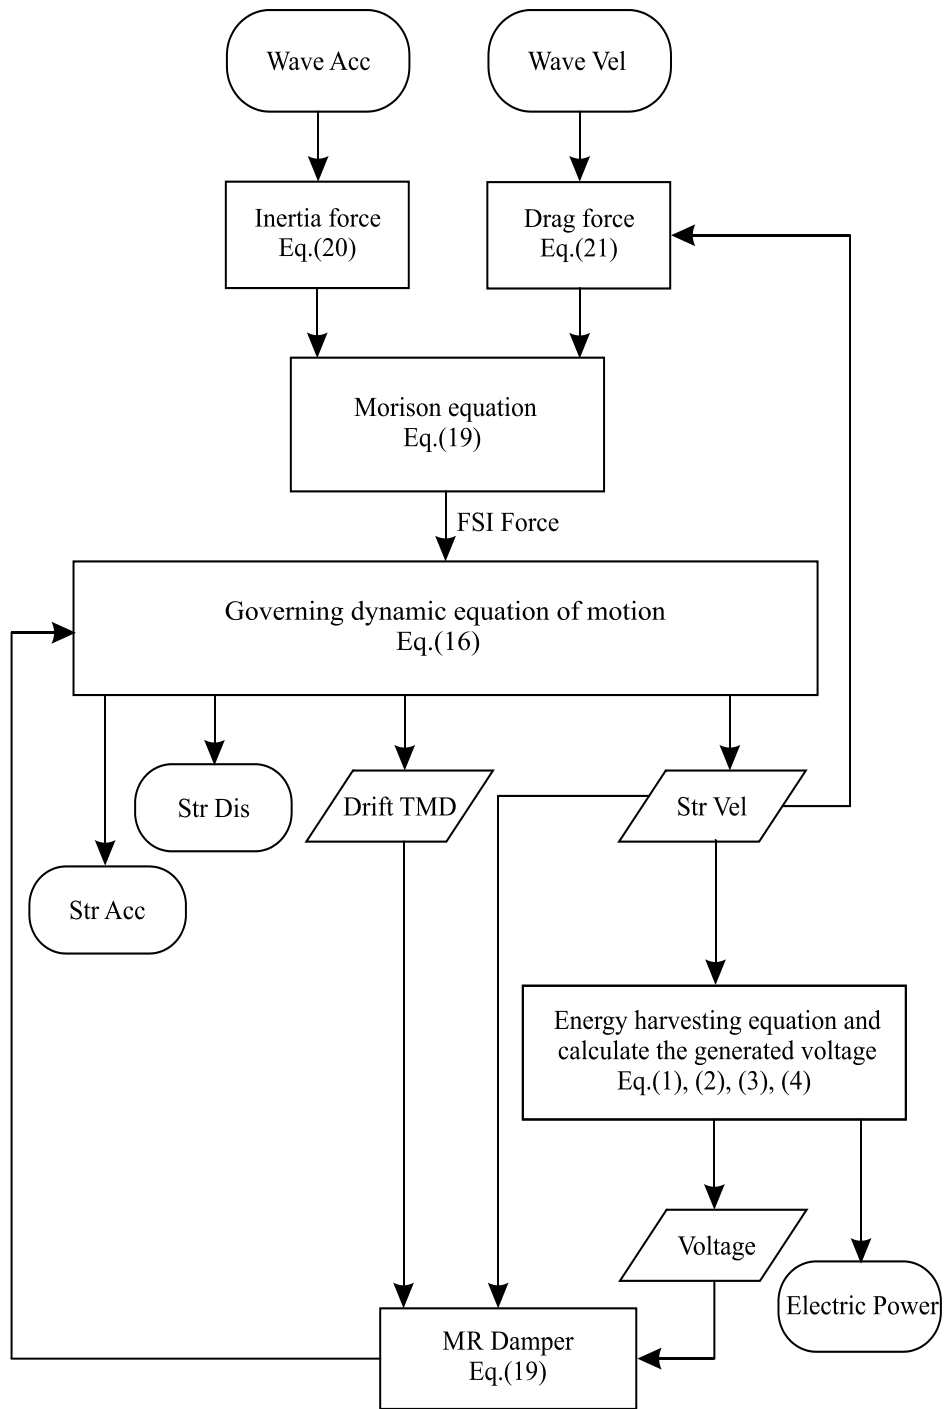 Wave Acc
Wave Vel
Inertia force
Eq.(20)
Drag force
Eq.(21)
Morison equation
Eq.(19)
FSI Force
Governing dynamic equation of motion
Eq.(16)
Str Dis
Drift TMD
Str Vel
Str Acc
Energy harvesting equation and
calculate the generated voltage
Eq.(1), (2), (3), (4)
Voltage
Electric Power
MR Damper
Eq.(19)